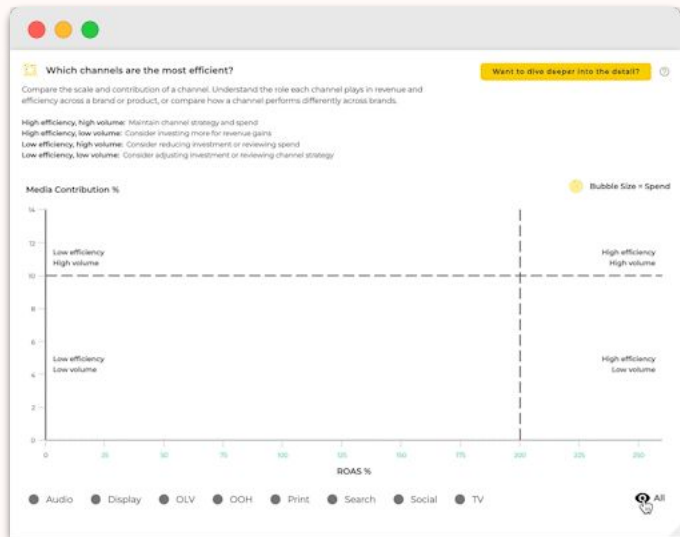 Which channels are the most efficient?
Want to dive deeper into the detail?
Compare the scale and contribution of a channel. Understand the role each channel plays in revenue and
efficiency across a brand or product, or compare how a channel performs differently across brands.
High efficiency, high volume: Maintain channel strategy and spend
High efficiency, low volume: Consider investing more for revenue gains
Low efficiency, high volume: Consider reducing investment or reviewing spend
Low efficiency, low volume: Consider adjusting investment or reviewing channel strategy
Media Contribution %
Bubble Size = Spend
14
12
Low efficiency
High volume
High efficiency
High volume
10
8
6
Low efficiency
Low volume
High efficiency
Low volume
4
2
0
0 25 50 75 100 125 150 175 200 225 250
ROAS %
Audio Display OLV OOH Print Search Social TV All